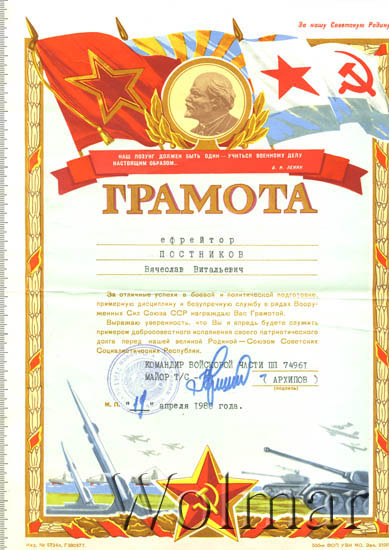 За нашу Советскую Родину
НАШ ЛОЗУНГ ДОЛЖЕН БЫТЬ ОДИН — УЧИТЬСЯ ВОЕННОМУ ДЕЛУ
НАСТОЯЩИМ ОБРАЗОМ...
В. И. ЛЕНИН
ГРАМОТА
ефрейтор
ПОСТНИКОВ
Вячеслав Витальевич
За отличные успехи в боевой и политической подготовке,
примерную дисциплину и безупречную службу в рядах Воору-
женных Сил Союза ССР награждаю Вас Грамотой.
Выражаю уверенность, что Вы и впредь будете служить
примером добросовестного исполнения своего патриотического
долга перед нашей великой Родиной — Союзом Советских
Социалистических Республик.
КОМАНДИР ВОЙСКОВОЙ ЧАСТИ ПП 74961
МАЙОР Т/С
( АРХИПОВ )
(подпись)
М. П.
апреля 1988 года.
Wolmar